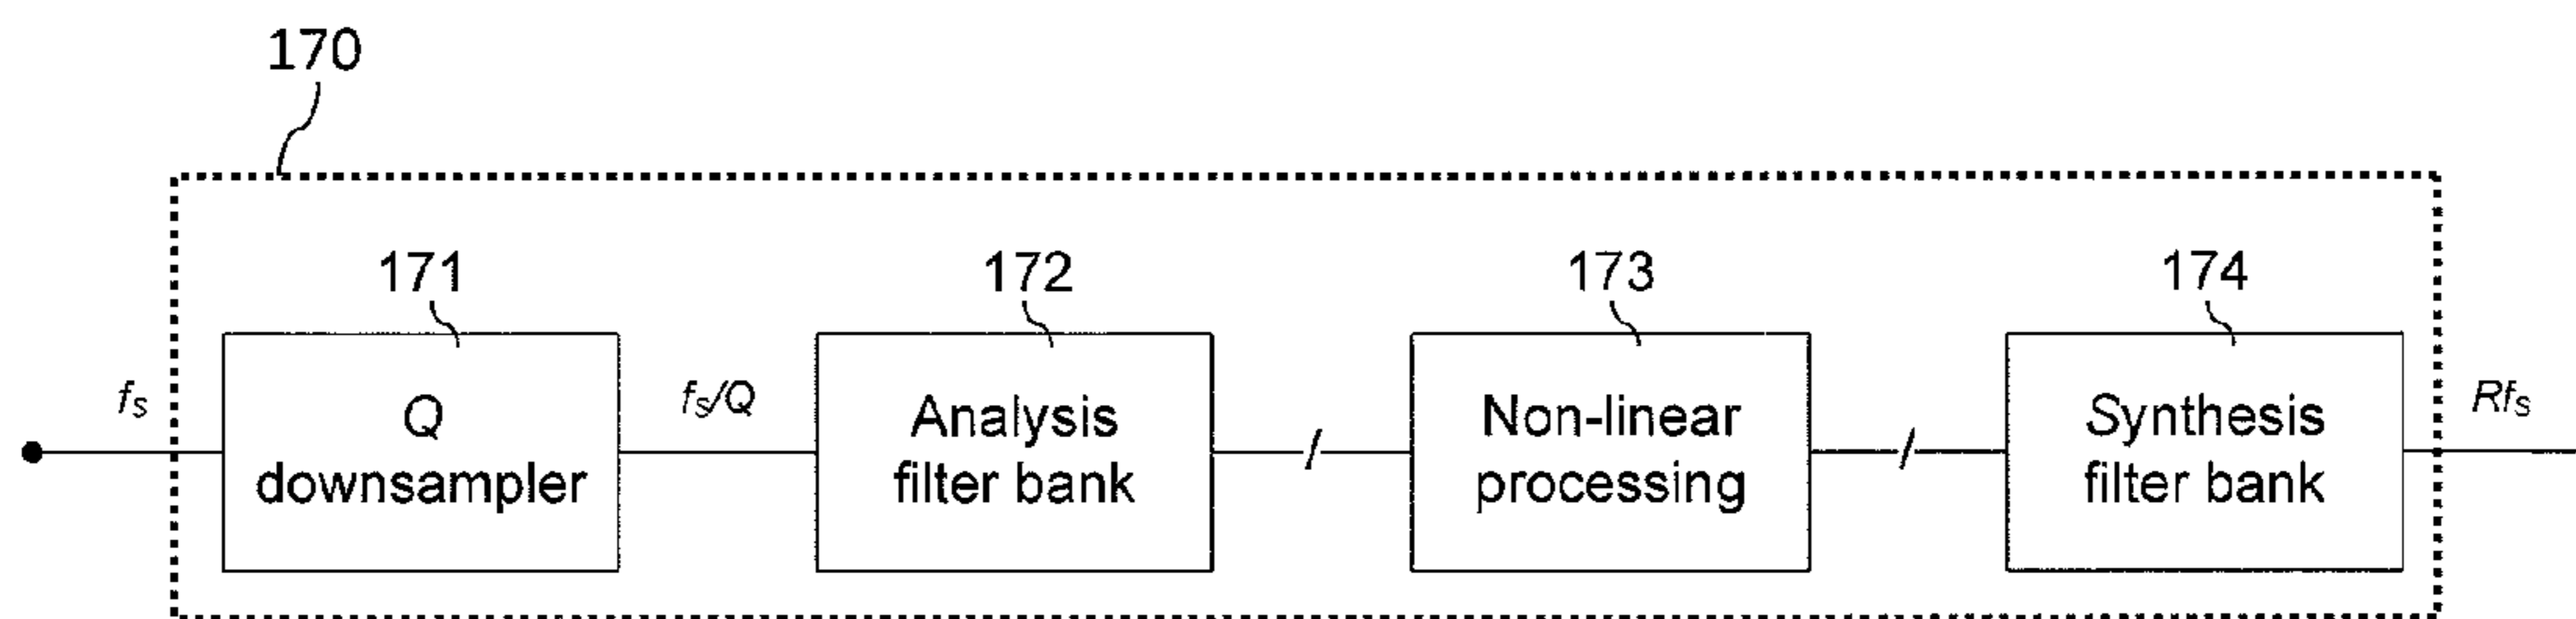 170
171
172
173
174
fs
Q
downsampler
fs/Q
Analysis
filter bank
Non-linear
processing
Synthesis
filter bank
Rfs